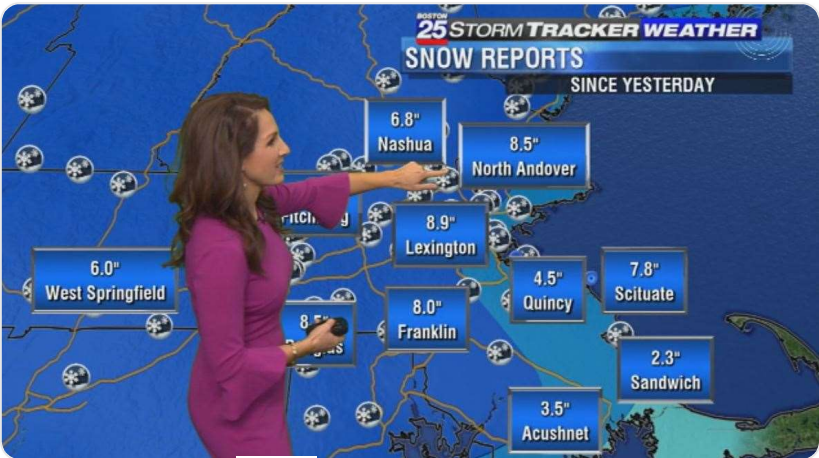 BOSTON
25 STORM TRACKER WEATHER
SNOW REPORTS
SINCE YESTERDAY
6.8"
Nashua
8.5"
North Andover
8.9"
Lexington
6.0"
West Springfield
4.5"
Quincy
7.8"
Scituate
8.0"
Franklin
2.3"
Sandwich
3.5"
Acushnet